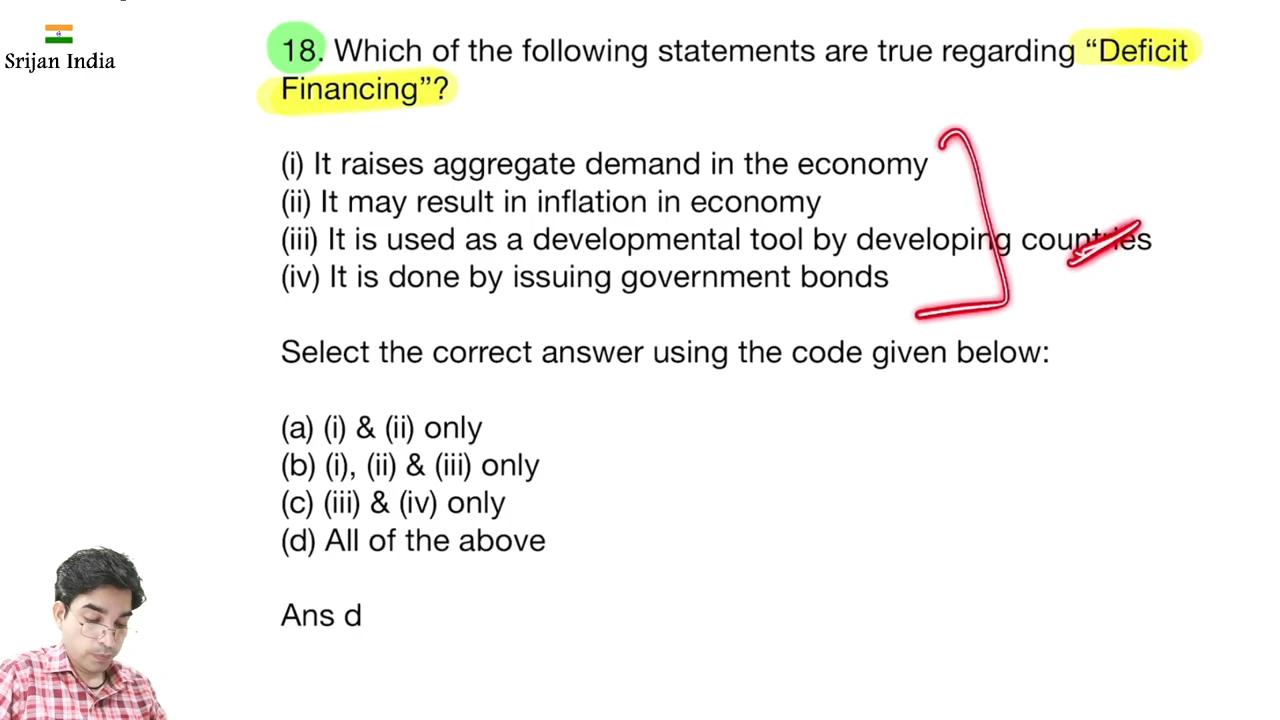 Srijan India
18. Which of the following statements are true regarding “Deficit
Financing”?
(i) It raises aggregate demand in the economy
(ii) It may result in inflation in economy
(iii) It is used as a developmental tool by developing countries
(iv) It is done by issuing government bonds
Select the correct answer using the code given below:
(a) (i) & (ii) only
(b) (i), (ii) & (iii) only
(c) (iii) & (iv) only
(d) All of the above
Ans d